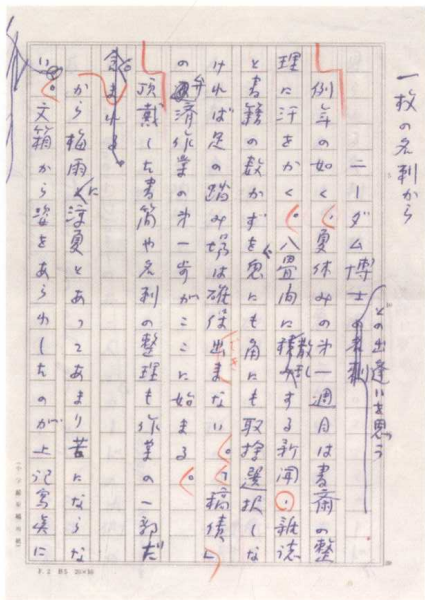 一枚の名刺から
ニーダム博士の名刺
との出逢いを思う
例年の如く、夏休みの第一週目は書斎の整
理に汗をかく。八畳間に散乱する新聞・雑誌
と書籍の数かずを兎にも角にも取捨選択しな
ければ足の踏み場は確保出来ない。「稿債」
の弁済作業の第一歩がここに始まる。
頂戴した書簡や名刺の整理も作業の一部だ
から梅雨に淳夏とあってあまり苦にならな
い。文箱から姿をあらわしたのが上記写真に
F.2 B5 20×10